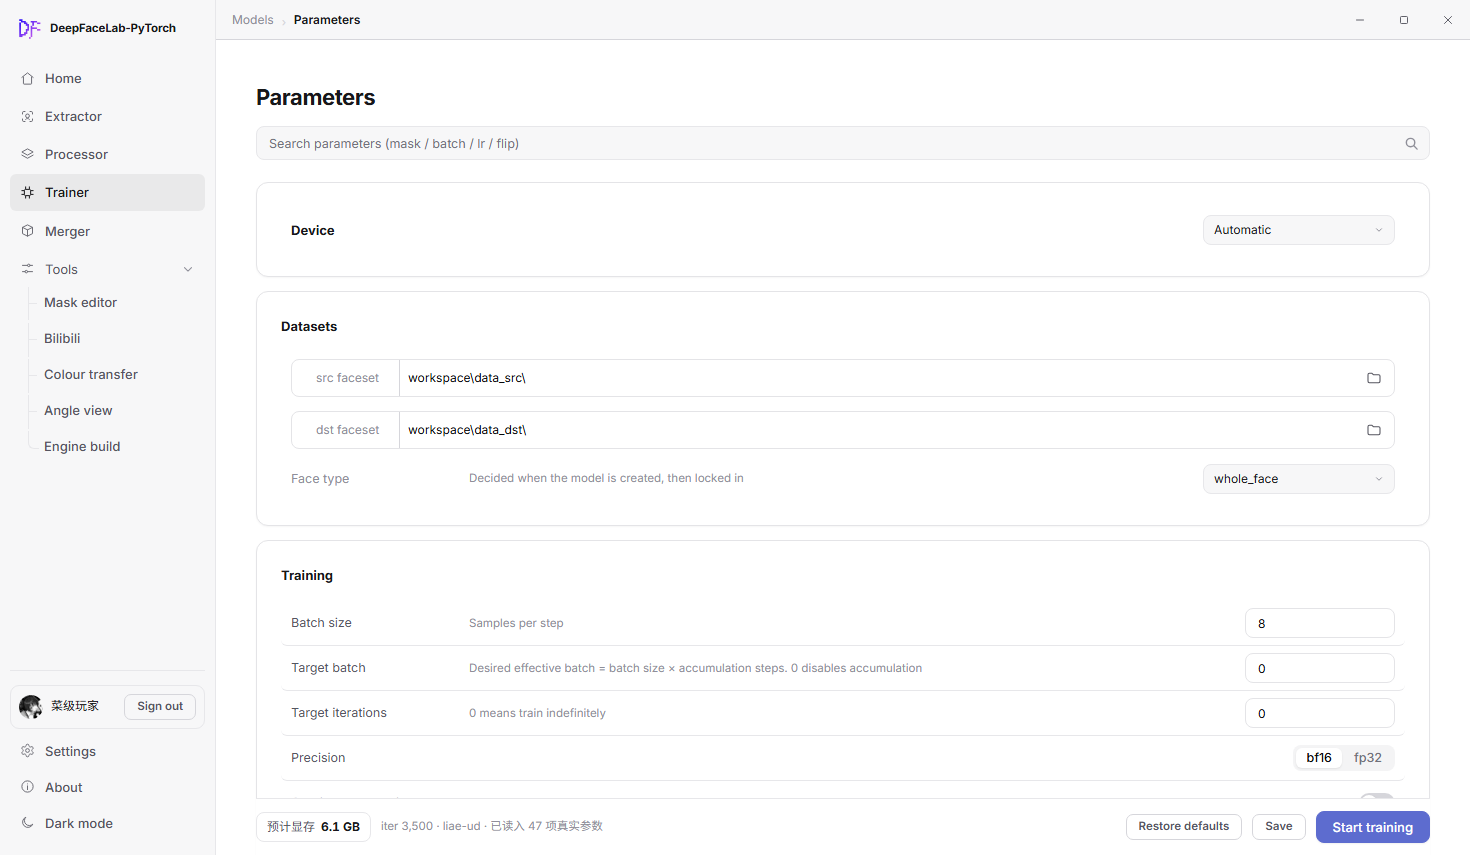 DeepFaceLab-PyTorch
Models › Parameters
Home
Extractor
Processor
Trainer
Merger
Tools
Mask editor
Bilibili
Colour transfer
Angle view
Engine build
菜级玩家
Sign out
Settings
About
Dark mode
Parameters
Search parameters (mask / batch / lr / flip)
Device
Automatic
Datasets
src faceset workspace\data_src\
dst faceset workspace\data_dst\
Face type Decided when the model is created, then locked in whole_face
Training
Batch size Samples per step 8
Target batch Desired effective batch = batch size × accumulation steps. 0 disables accumulation 0
Target iterations 0 means train indefinitely 0
Precision bf16 fp32
预计显存 6.1 GB iter 3,500 · liae-ud · 已读入 47 项真实参数 Restore defaults Save Start training